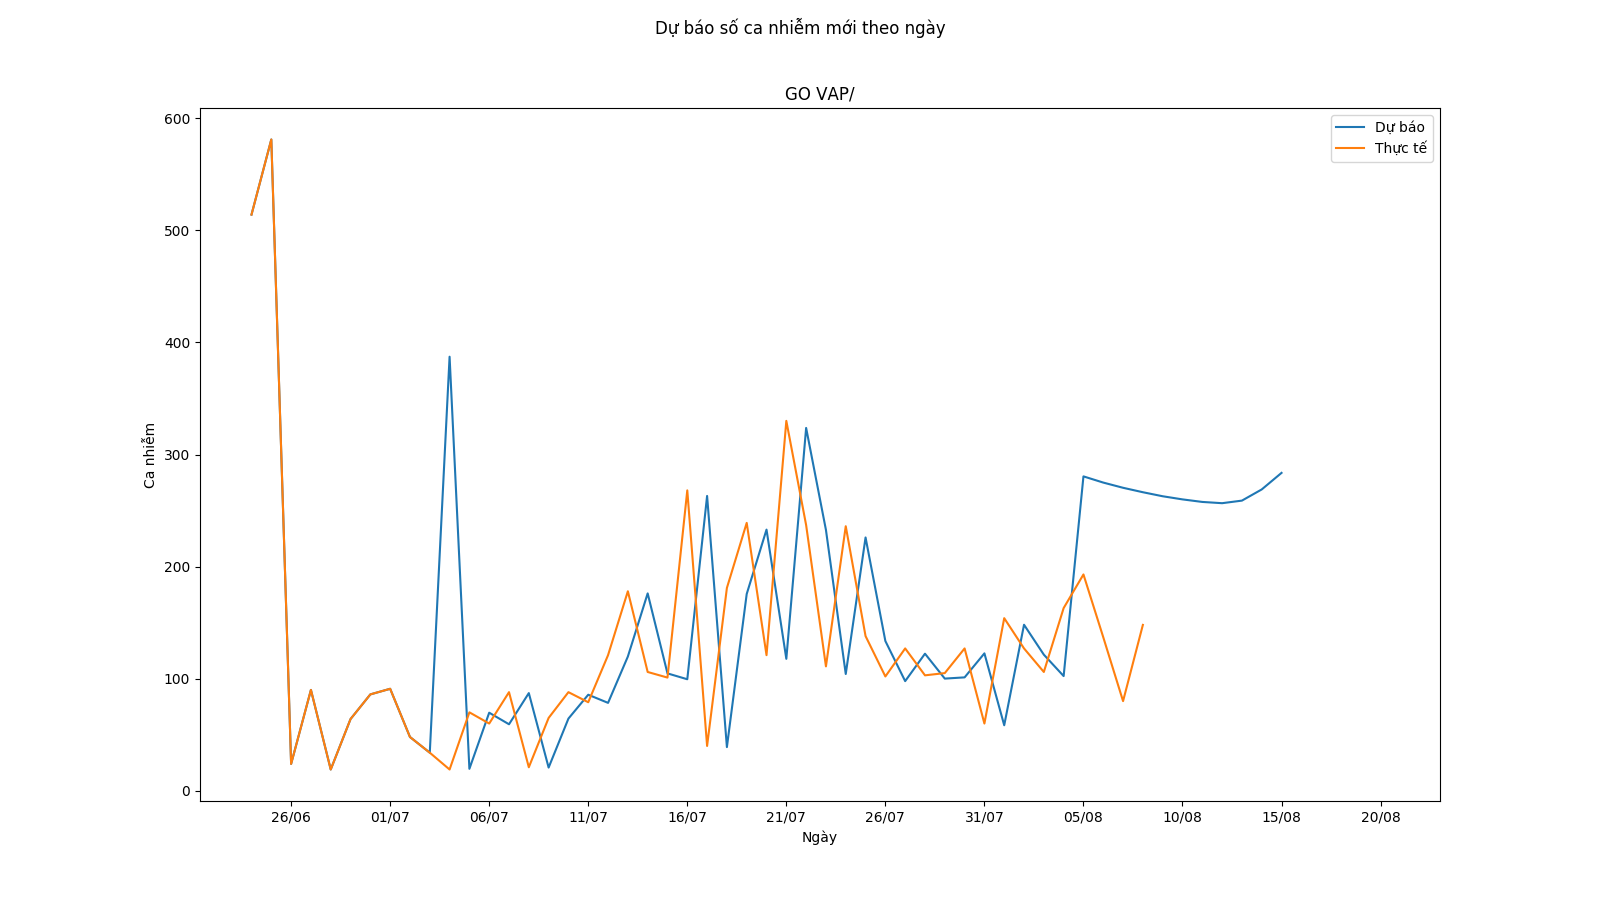 Dự báo số ca nhiễm mới theo ngày
GO VAP/
Dự báo
Thực tế
600
500
400
300
200
100
0
Ca nhiễm
26/06 01/07 06/07 11/07 16/07 21/07 26/07 31/07 05/08 10/08 15/08 20/08
Ngày